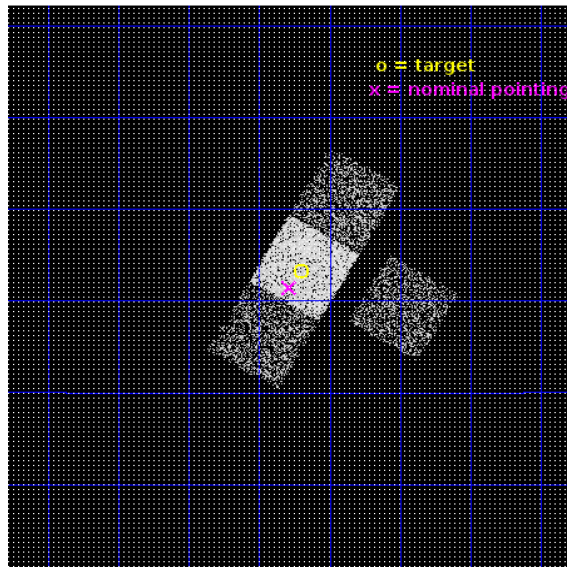 o = target
x = nominal pointing